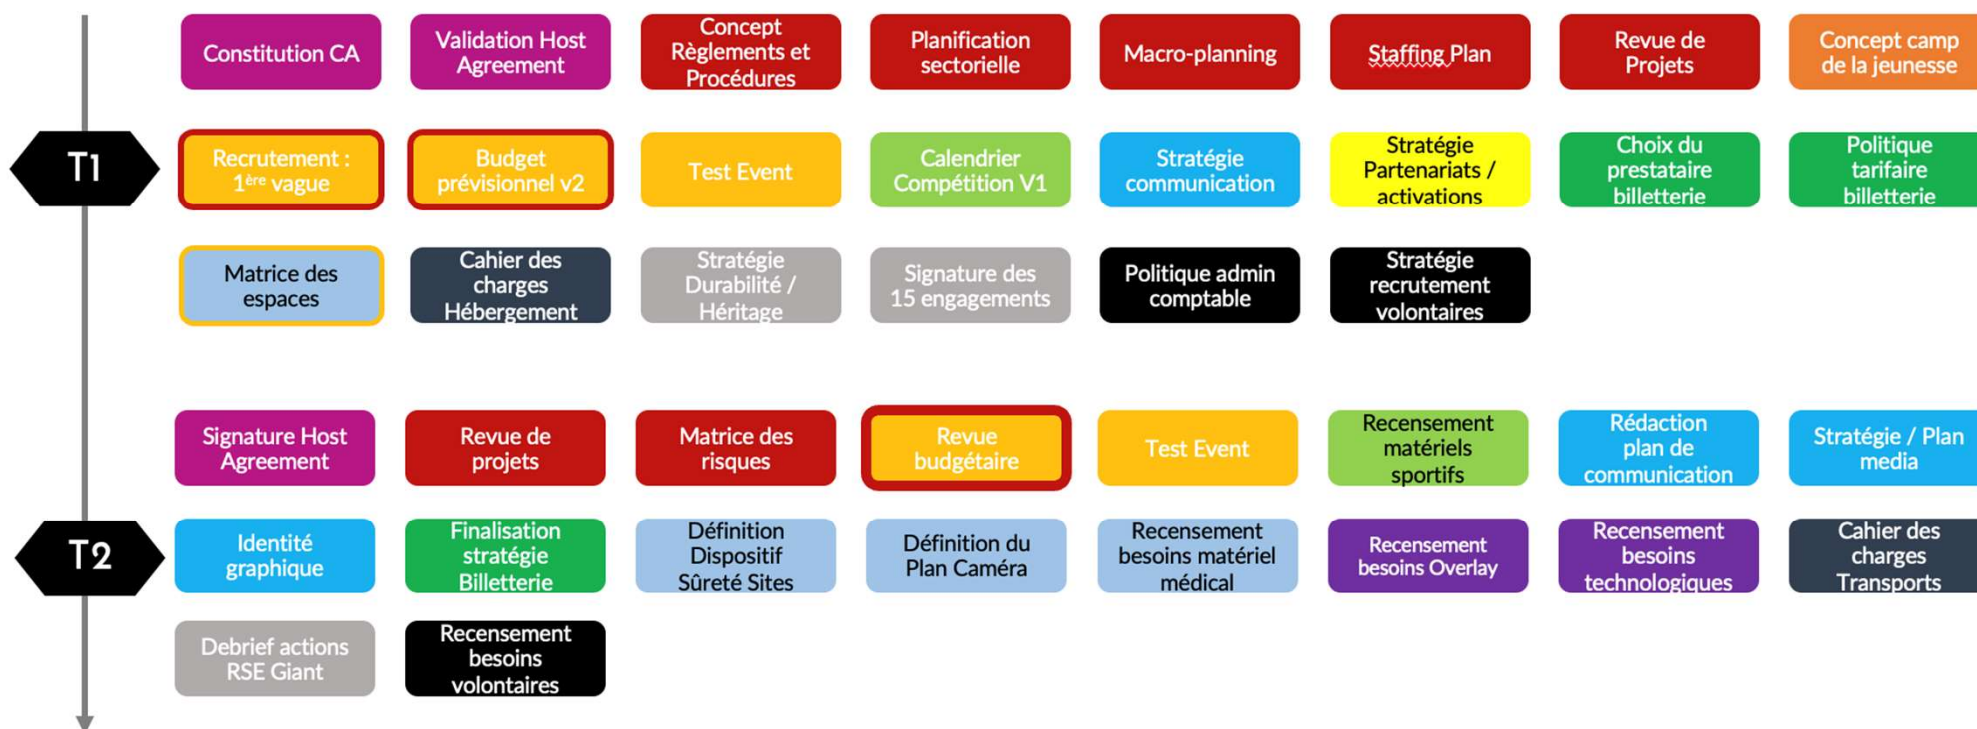 Constitution CA
Validation Host
Agreement
Concept
Règlements et
Procédures
Planification
sectorielle
Macro-planning
Staffing Plan
Revue de
Projets
Concept camp
de la jeunesse
T1
Recrutement :
1ère vague
Budget
prévisionnel v2
Test Event
Calendrier
Compétition V1
Stratégie
communication
Stratégie
Partenariats /
activations
Choix du
prestataire
billetterie
Politique
tarifaire
billetterie
Matrice des
espaces
Cahier des
charges
Hébergement
Stratégie
Durabilité /
Héritage
Signature des
15 engagements
Politique admin
comptable
Stratégie
recrutement
volontaires
Signature Host
Agreement
Revue de
projets
Matrice des
risques
Revue
budgétaire
Test Event
Recensement
matériels
sportifs
Rédaction
plan de
communication
Stratégie / Plan
media
T2
Identité
graphique
Finalisation
stratégie
Billetterie
Définition
Dispositif
Sûreté Sites
Définition du
Plan Caméra
Recensement
besoins matériel
médical
Recensement
besoins Overlay
Recensement
besoins
technologiques
Cahier des
charges
Transports
Debrief actions
RSE Giant
Recensement
besoins
volontaires